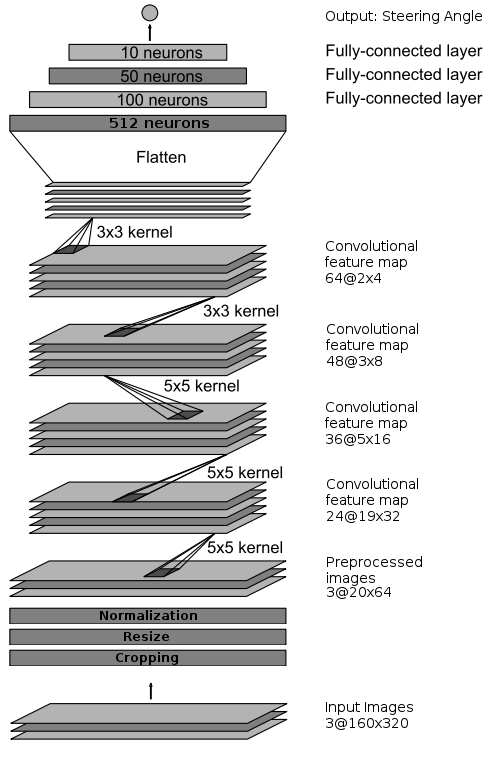 Output: Steering Angle
10 neurons
Fully-connected layer
50 neurons
Fully-connected layer
100 neurons
Fully-connected layer
512 neurons
Flatten
3x3 kernel
Convolutional
feature map
64@2x4
3x3 kernel
Convolutional
feature map
48@3x8
5x5 kernel
Convolutional
feature map
36@5x16
5x5 kernel
Convolutional
feature map
24@19x32
5x5 kernel
Preprocessed
images
3@20x64
Normalization
Resize
Cropping
Input Images
3@160x320